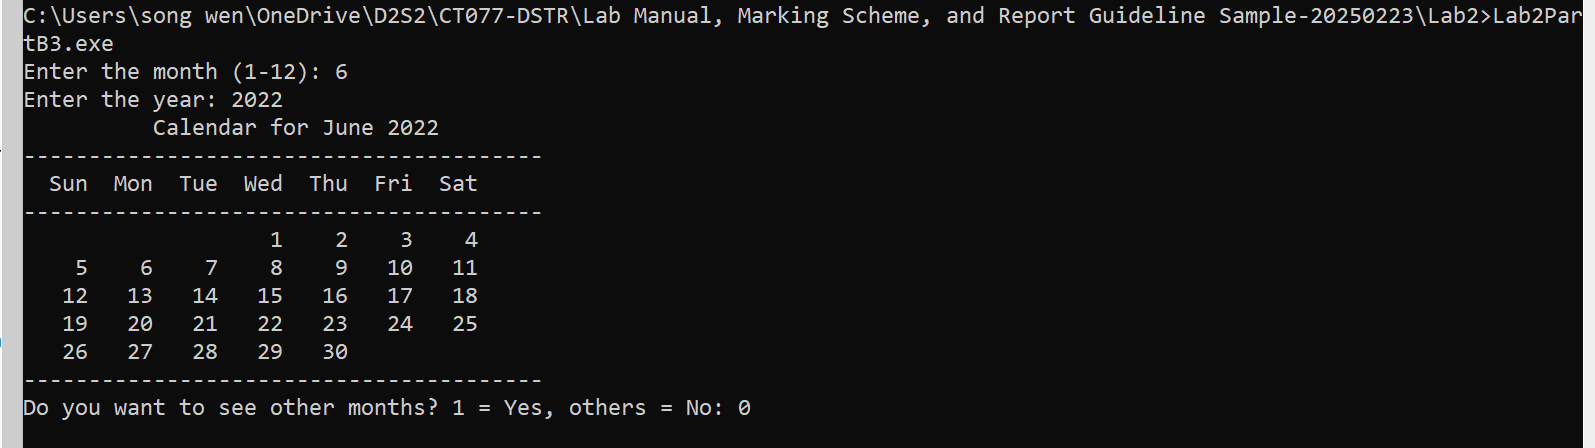 C:\Users\song wen\OneDrive\D2S2\CT077-DSTR\Lab Manual, Marking Scheme, and Report Guideline Sample-20250223\Lab2>Lab2Par
tB3.exe
Enter the month (1-12): 6
Enter the year: 2022
          Calendar for June 2022
----------------------------------------
  Sun  Mon  Tue  Wed  Thu  Fri  Sat
----------------------------------------
                   1    2    3    4
    5    6    7    8    9   10   11
   12   13   14   15   16   17   18
   19   20   21   22   23   24   25
   26   27   28   29   30
----------------------------------------
Do you want to see other months? 1 = Yes, others = No: 0